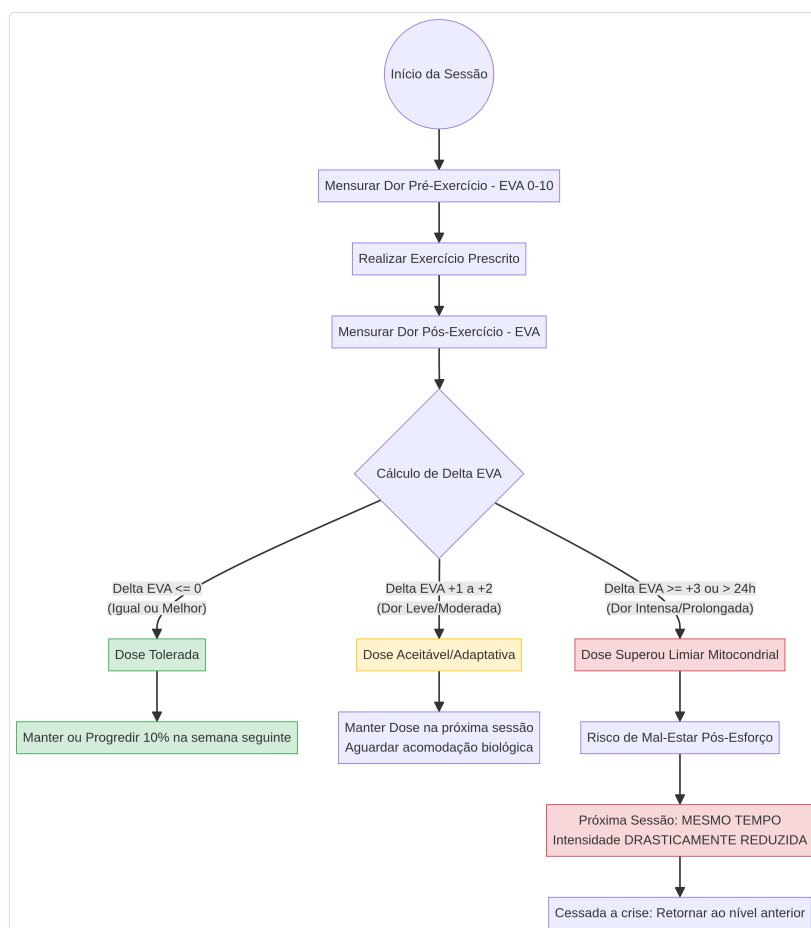 Início da Sessão
Mensurar Dor Pré-Exercício - EVA 0-10
Realizar Exercício Prescrito
Mensurar Dor Pós-Exercício - EVA
Cálculo de Delta EVA
Delta EVA <= 0
(Igual ou Melhor)
Delta EVA +1 a +2
(Dor Leve/Moderada)
Delta EVA >= +3 ou > 24h
(Dor Intensa/Prolongada)
Dose Tolerada
Dose Aceitável/Adaptativa
Dose Superou Limiar Mitocondrial
Manter ou Progredir 10% na semana seguinte
Manter Dose na próxima sessão
Aguardar acomodação biológica
Risco de Mal-Estar Pós-Esforço
Próxima Sessão: MESMO TEMPO
Intensidade DRASTICAMENTE REDUZIDA
Cessada a crise: Retornar ao nível anterior